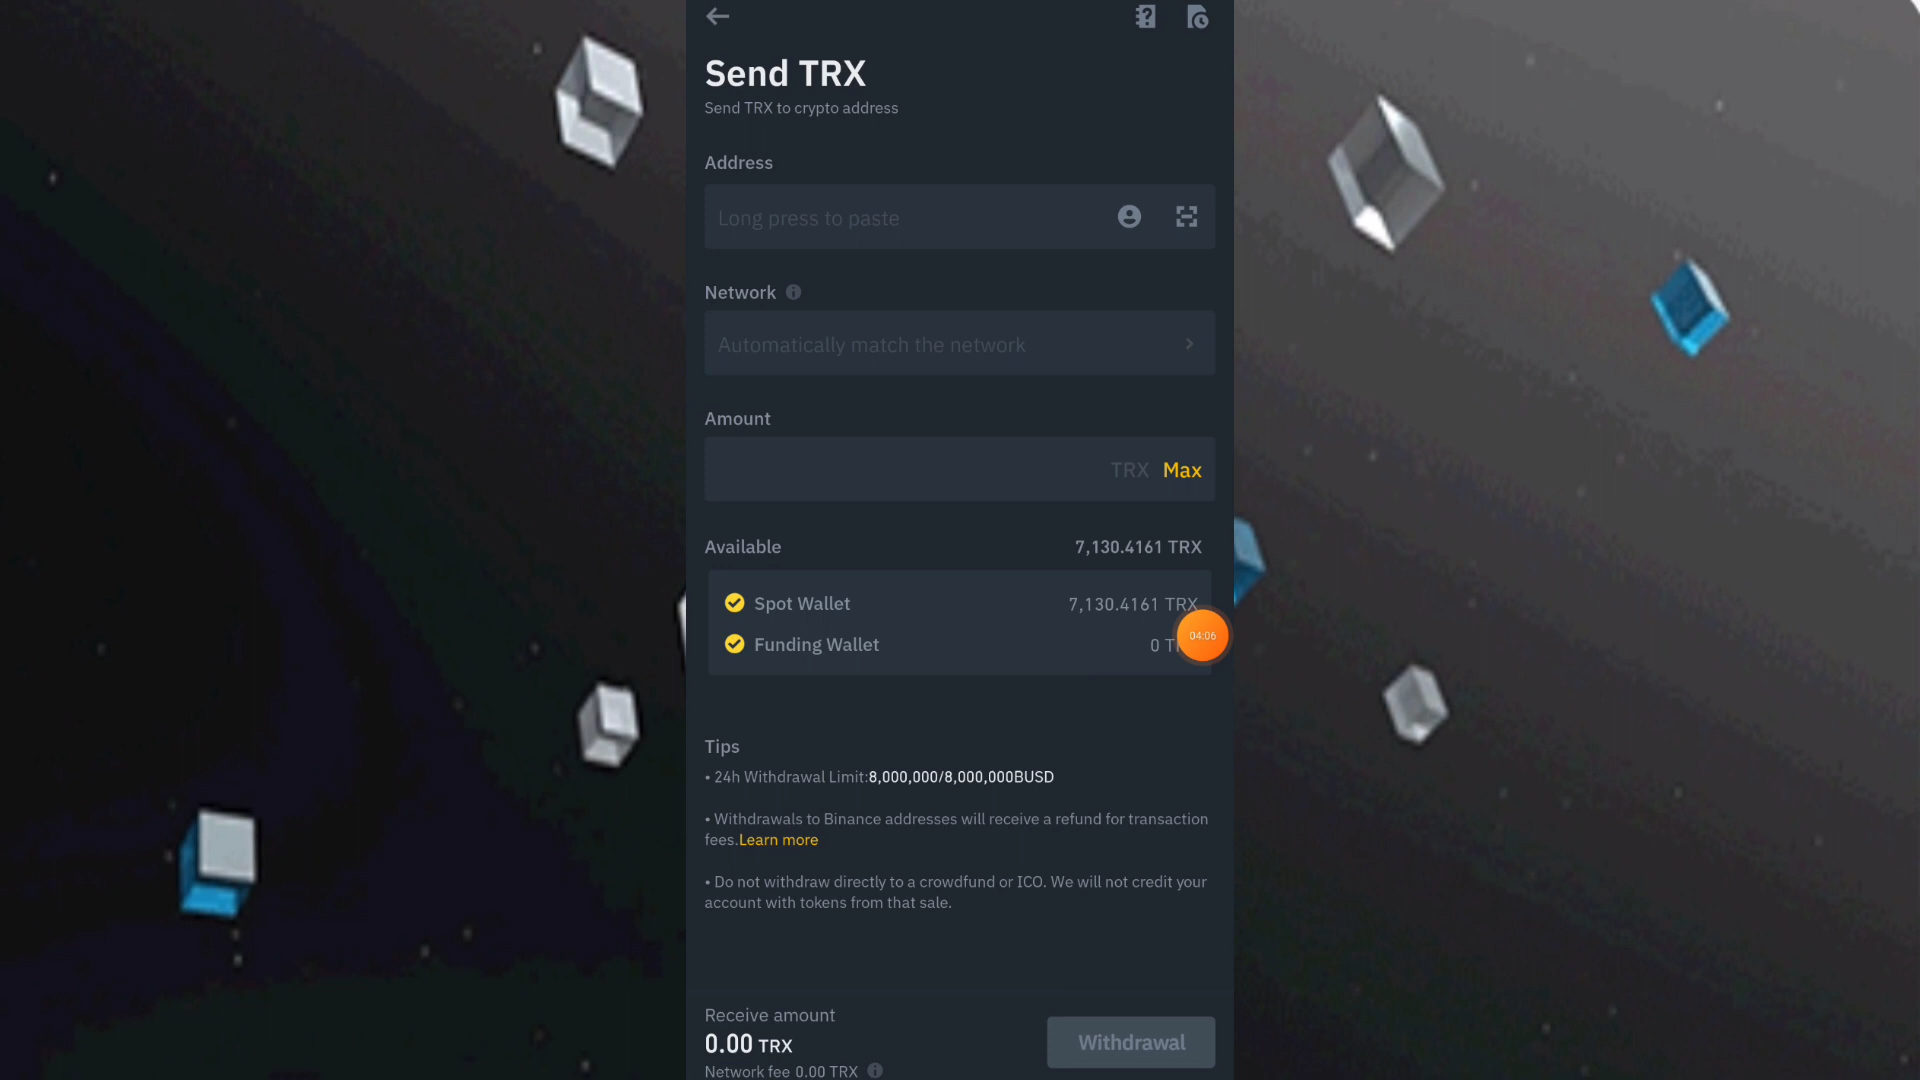 Send TRX
Send TRX to crypto address
Address
Long press to paste
Network
Automatically match the network
Amount
TRX Max
Available 7,130.4161 TRX
Spot Wallet 7,130.4161 TRX
Funding Wallet 0
04:06
Tips
• 24h Withdrawal Limit:8,000,000/8,000,000BUSD
• Withdrawals to Binance addresses will receive a refund for transaction
fees.Learn more
• Do not withdraw directly to a crowdfund or ICO. We will not credit your
account with tokens from that sale.
Receive amount
0.00 TRX
Withdrawal
Network fee 0.00 TRX